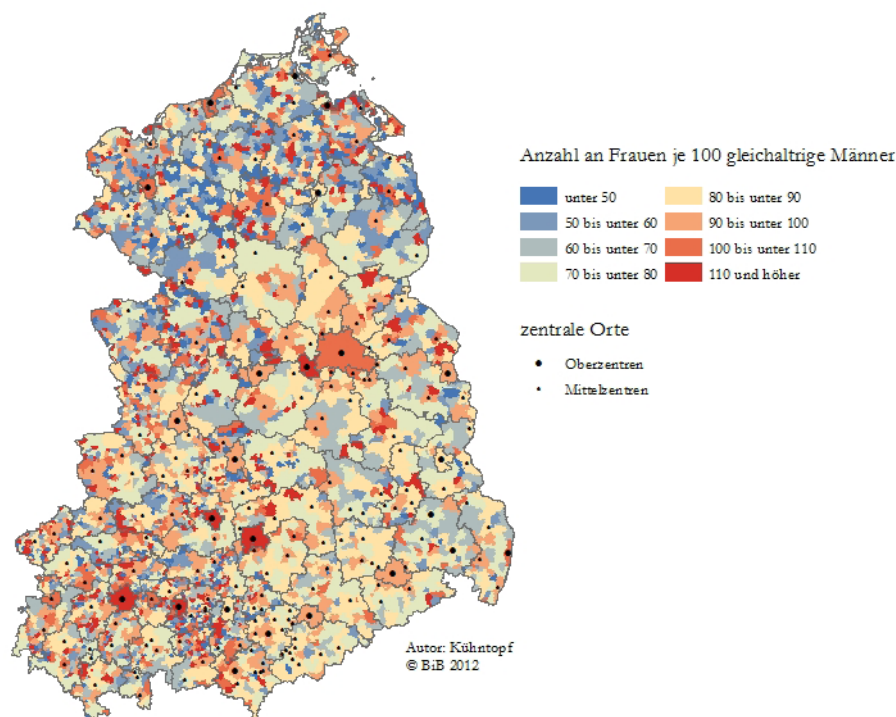 Anzahl an Frauen je 100 gleichaltrige Männer
unter 50
80 bis unter 90
50 bis unter 60
90 bis unter 100
60 bis unter 70
100 bis unter 110
70 bis unter 80
110 und höher
zentrale Orte
Oberzentren
Mittelzentren
Autor: Kühntopf
© BiB 2012